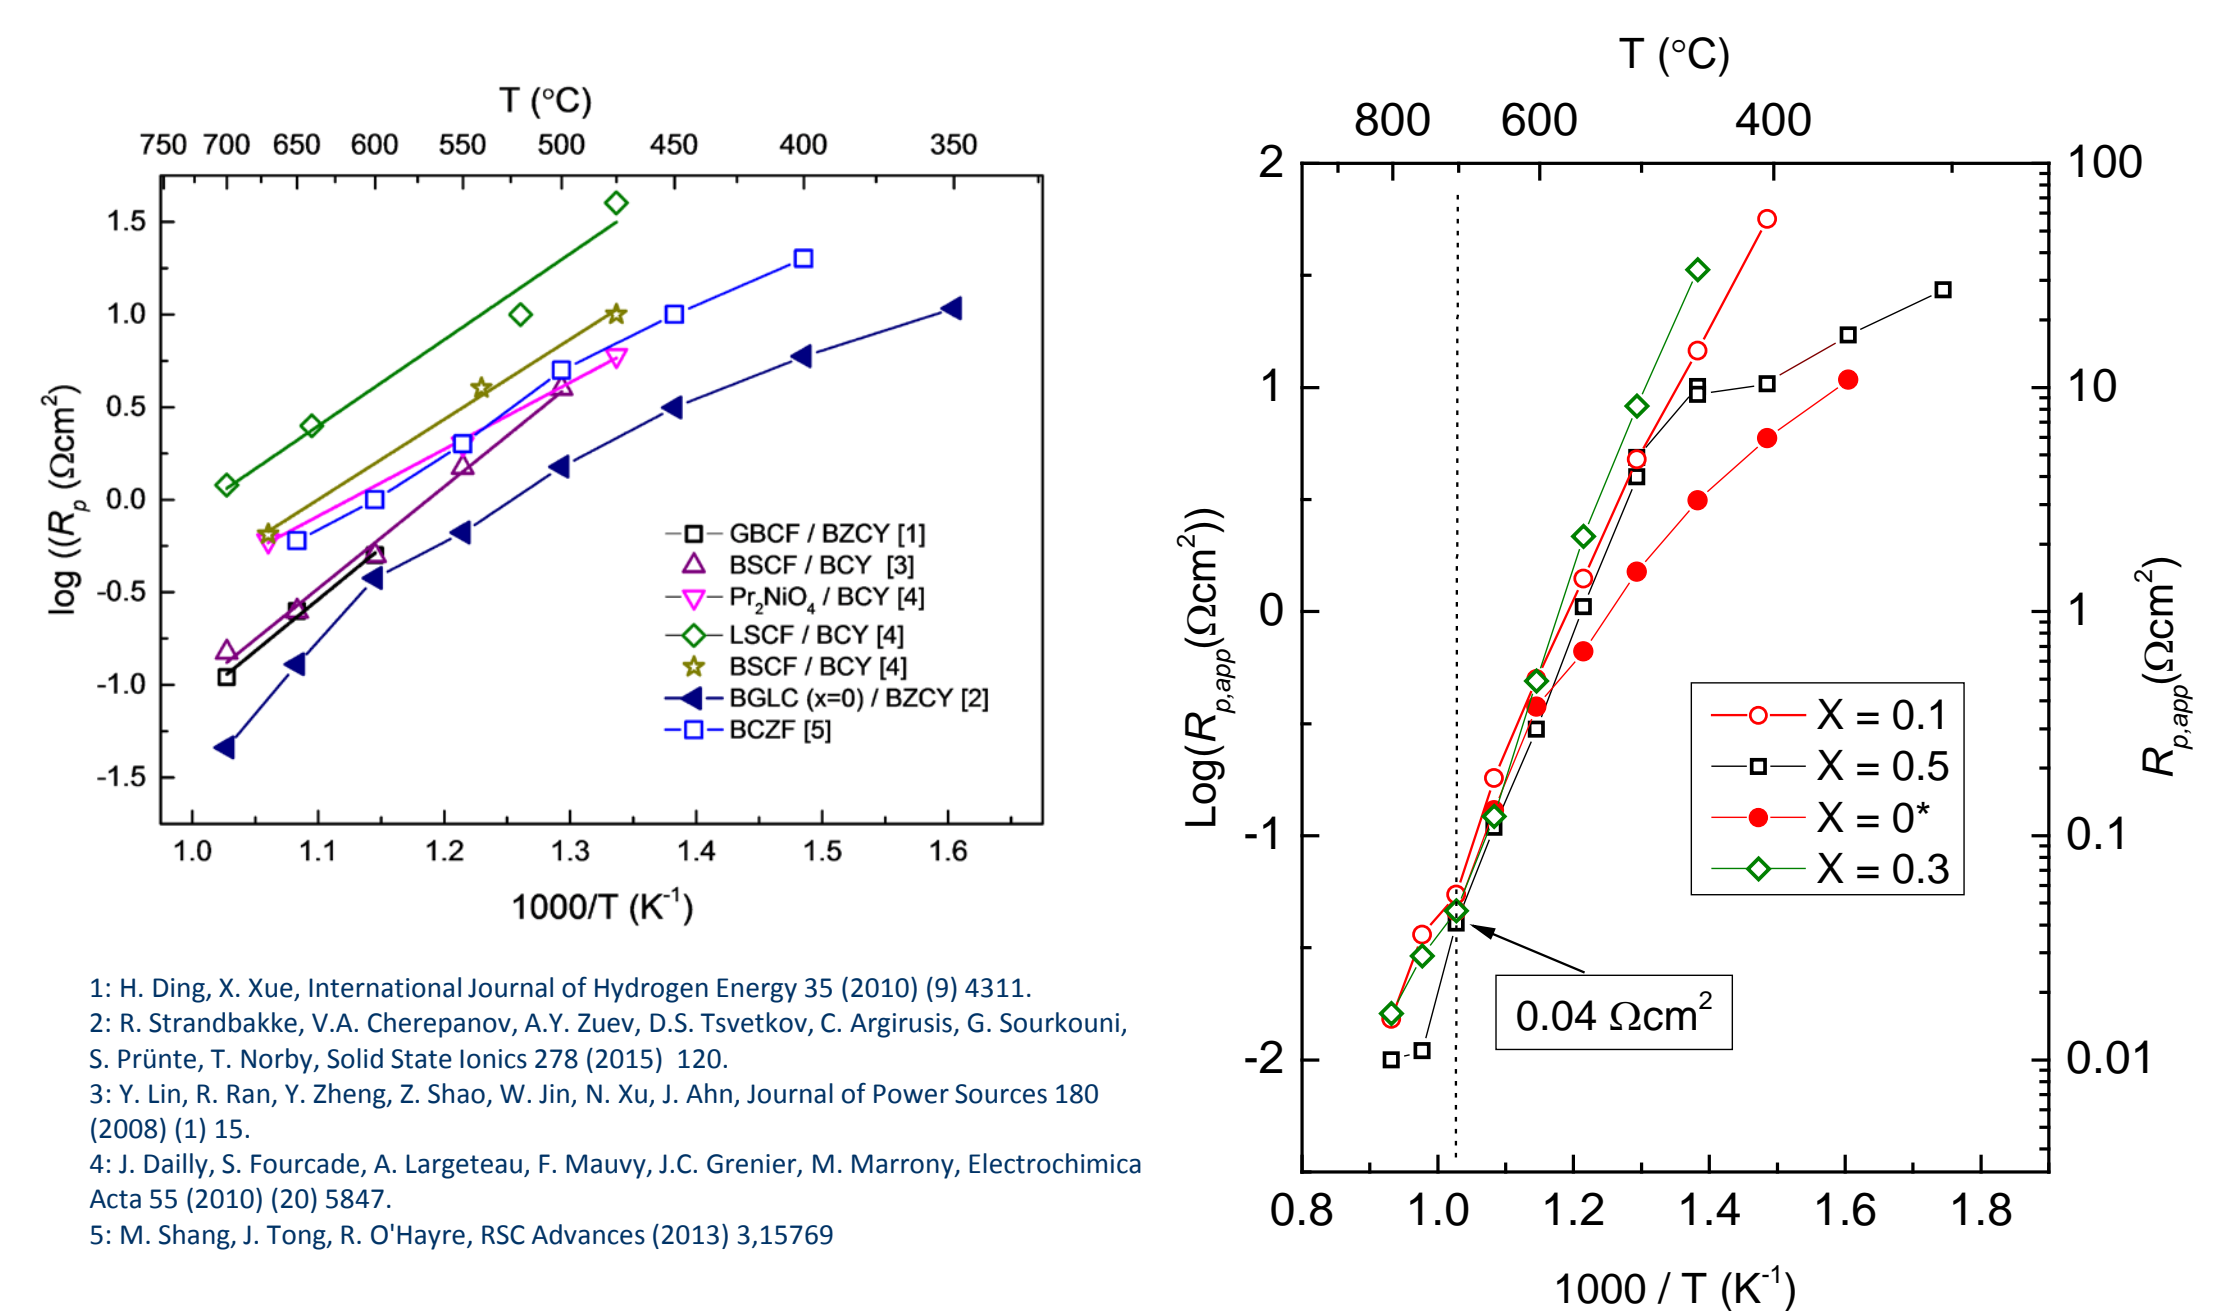 T (°C)
750 700 650 600 550 500 450 400 350
1.5
1.0
0.5
0.0
-0.5
-1.0
-1.5
log ((Rp (Ωcm2)
GBCF / BZCY [1]
BSCF / BCY [3]
Pr2NiO4 / BCY [4]
LSCF / BCY [4]
BSCF / BCY [4]
BGLC (x=0) / BZCY [2]
BCZF [5]
1.0 1.1 1.2 1.3 1.4 1.5 1.6
1000/T (K-1)
1: H. Ding, X. Xue, International Journal of Hydrogen Energy 35 (2010) (9) 4311.
2: R. Strandbakke, V.A. Cherepanov, A.Y. Zuev, D.S. Tsvetkov, C. Argirusis, G. Sourkouni,
S. Prünte, T. Norby, Solid State Ionics 278 (2015) 120.
3: Y. Lin, R. Ran, Y. Zheng, Z. Shao, W. Jin, N. Xu, J. Ahn, Journal of Power Sources 180
(2008) (1) 15.
4: J. Dailly, S. Fourcade, A. Largeteau, F. Mauvy, J.C. Grenier, M. Marrony, Electrochimica
Acta 55 (2010) (20) 5847.
5: M. Shang, J. Tong, R. O'Hayre, RSC Advances (2013) 3,15769
T (°C)
800 600 400
2
1
0
-1
-2
Log(Rp,app(Ωcm2))
100
10
1
0.1
0.01
Rp,app(Ωcm2)
X = 0.1
X = 0.5
X = 0*
X = 0.3
0.04 Ωcm2
0.8 1.0 1.2 1.4 1.6 1.8
1000 / T (K-1)